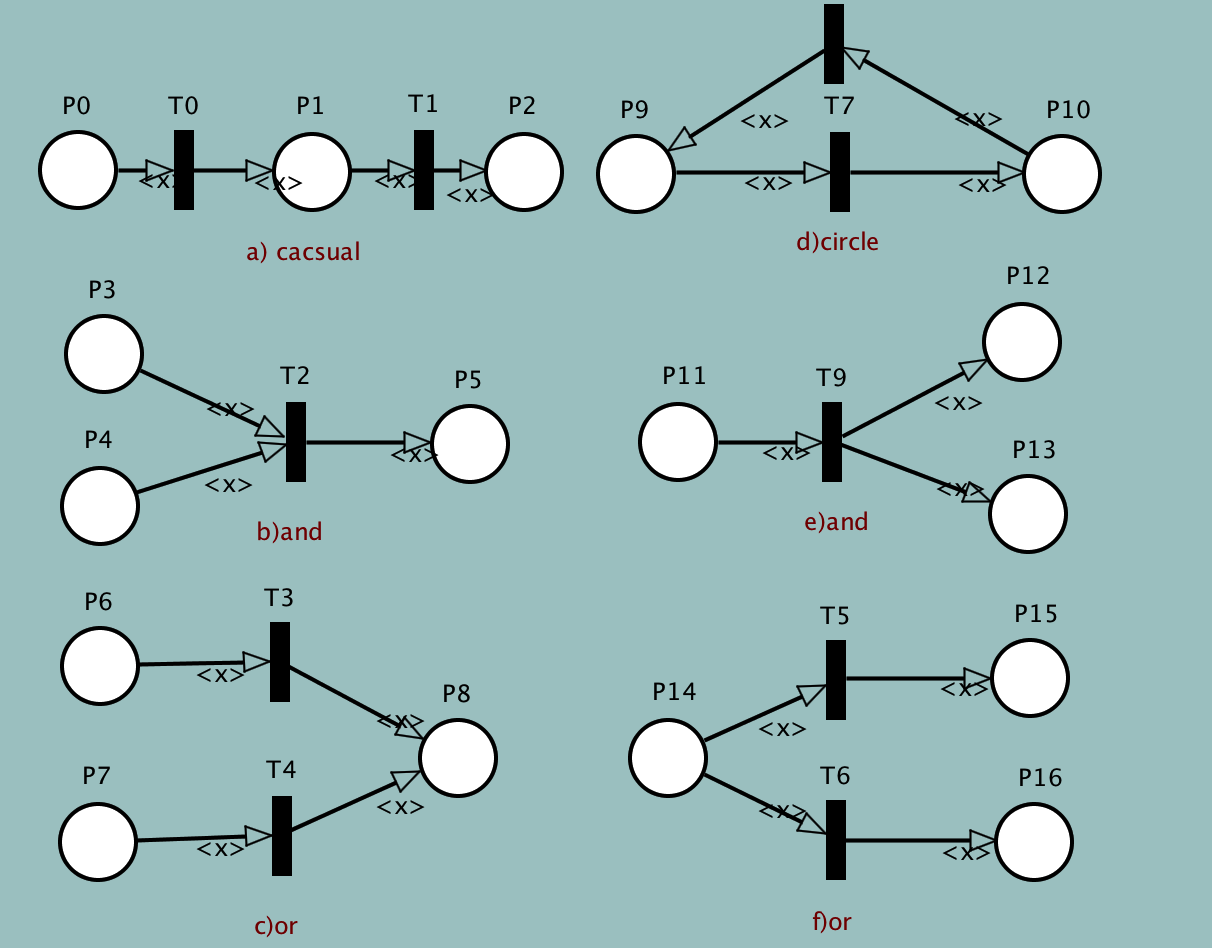 P0 T0 P1 T1 P2
<x> <x> <x> <x>
a) cacsual
P9 T7 P10
<x> <x>
<x> <x>
d)circle
P3
P4
T2 P5
<x>
<x>
<x>
b)and
P11 T9 P12
P13
<x>
<x>
<x>
e)and
P6 T3
P8
P7 T4
<x>
<x>
<x>
<x>
c)or
P14 T5 P15
T6 P16
<x>
<x>
<x>
<x>
f)or